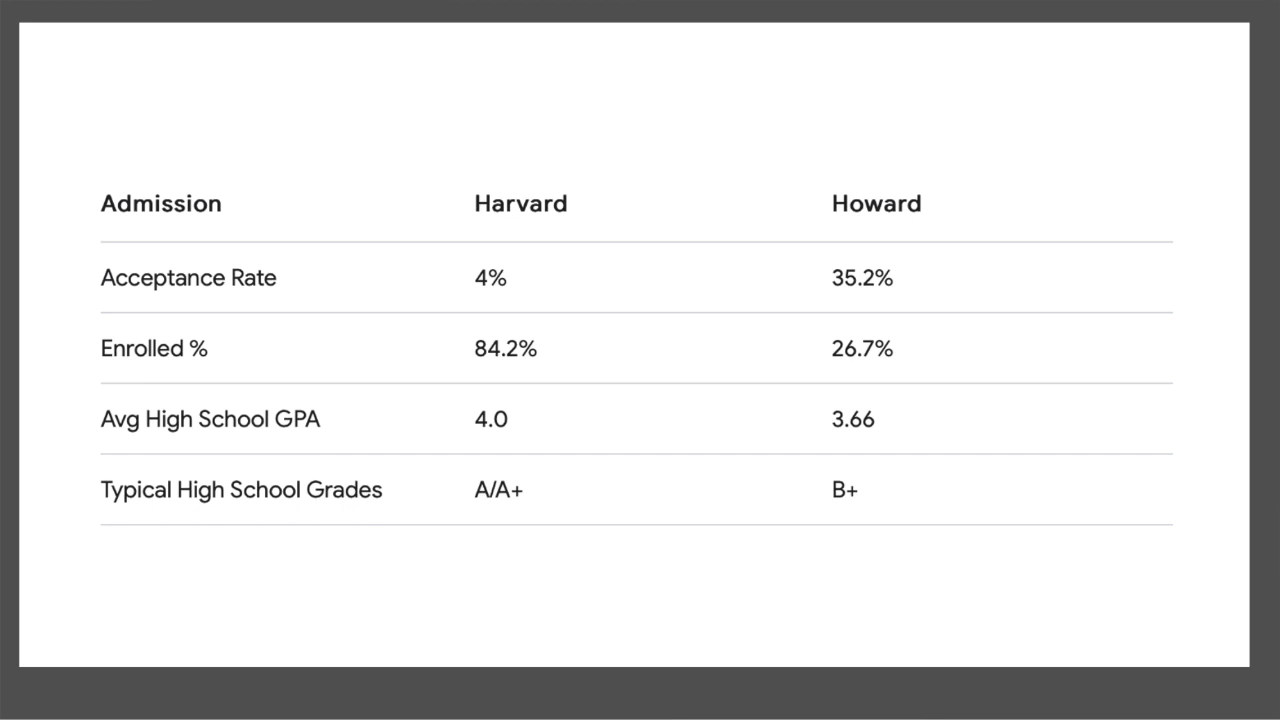 Admission Harvard Howard
Acceptance Rate 4% 35.2%
Enrolled % 84.2% 26.7%
Avg High School GPA 4.0 3.66
Typical High School Grades A/A+ B+